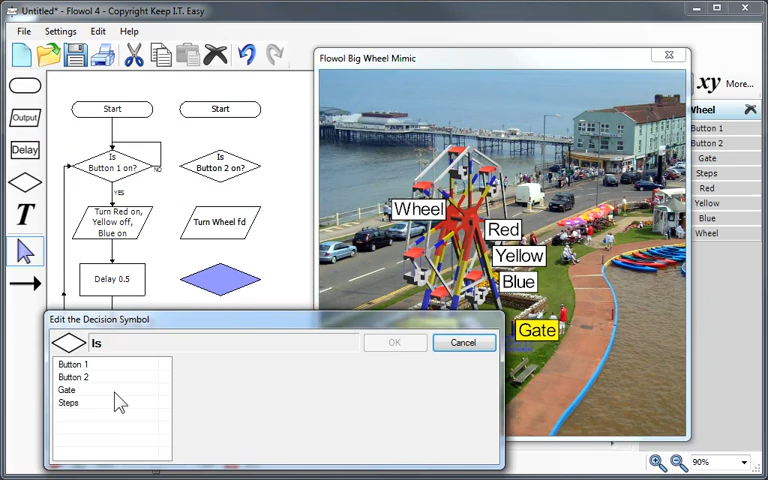 Untitled* - Flowol 4 - Copyright Keep I.T. Easy
File Settings Edit Help
Flowol Big Wheel Mimic
xy More...
Output
Delay
T
Start
Is
Button 1 on?
NO
YES
Turn Red on,
Yellow off,
Blue on
Delay 0.5
Start
Is
Button 2 on?
Turn Wheel fd
Wheel
Red
Yellow
Blue
Gate
Wheel
Button 1
Button 2
Gate
Steps
Red
Yellow
Blue
Wheel
Edit the Decision Symbol
Is
OK Cancel
Button 1
Button 2
Gate
Steps
90%